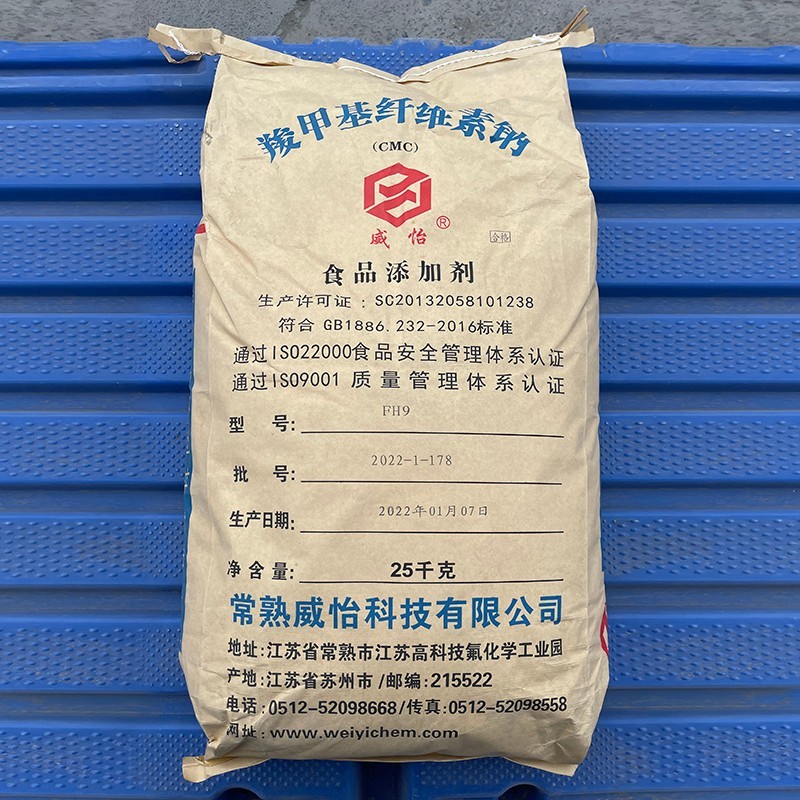 羧甲基纤维素钠
(CMC)
威怡®
合格
食品添加剂
生产许可证：SC20132058101238
符合 GB1886.232-2016标准
通过ISO22000食品安全管理体系认证
通过ISO9001 质量管理体系认证
型 号: FH9
批 号: 2022-1-178
生产日期: 2022年01月07日
净含量: 25千克
常熟威怡科技有限公司
地址:江苏省常熟市江苏高科技氟化学工业园
产地:江苏省苏州市/邮编:215522
电话:0512-52098668/传真:0512-52098558
网址:www.weiyichem.com